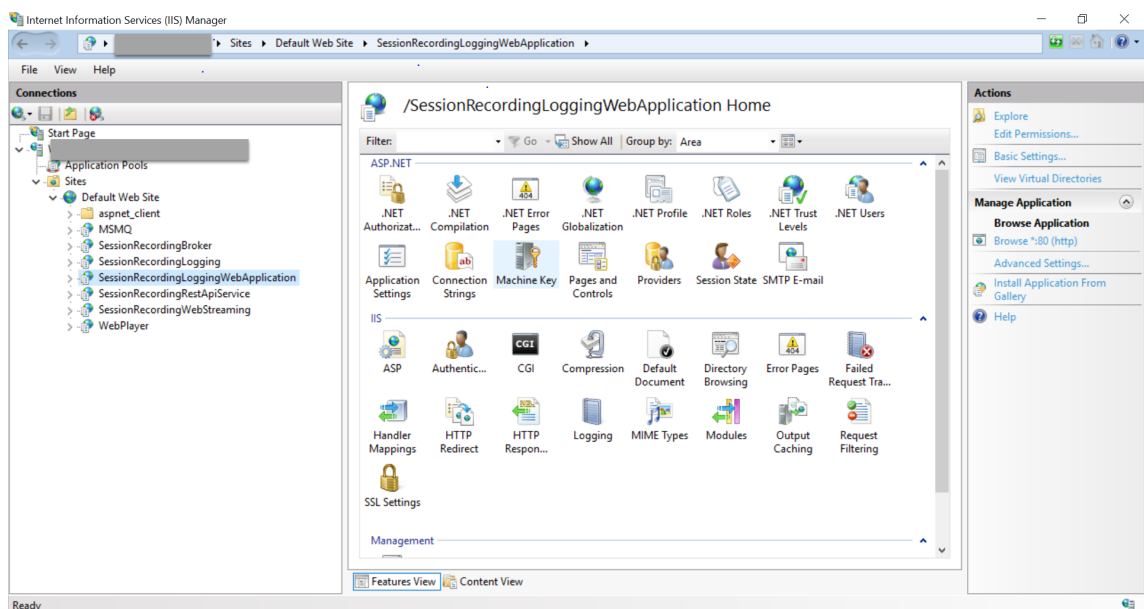 Internet Information Services (IIS) Manager
Sites
Default Web Site
SessionRecordingLoggingWebApplication
File View Help
Connections
Start Page
Application Pools
Sites
Default Web Site
aspnet_client
MSMQ
SessionRecordingBroker
SessionRecordingLogging
SessionRecordingLoggingWebApplication
SessionRecordingRestApiService
SessionRecordingWebStreaming
WebPlayer
/SessionRecordingLoggingWebApplication Home
Filter: Go Show All Group by: Area
ASP.NET
.NET .NET .NET Error .NET .NET Profile .NET Roles .NET Trust .NET Users
Authorizat... Compilation Pages Globalization Levels
404
ab
Application Connection Machine Key Pages and Providers Session State SMTP E-mail
Settings Strings Controls
IIS
CGI
404
ASP Authentic... CGI Compression Default Directory Error Pages Failed
Document Browsing Request Tra...
Handler HTTP HTTP Logging MIME Types Modules Output Request
Mappings Redirect Respon... Caching Filtering
SSL Settings
Management
Features View Content View
Actions
Explore
Edit Permissions...
Basic Settings...
View Virtual Directories
Manage Application
Browse Application
Browse *:80 (http)
Advanced Settings...
Install Application From
Gallery
Help
Ready